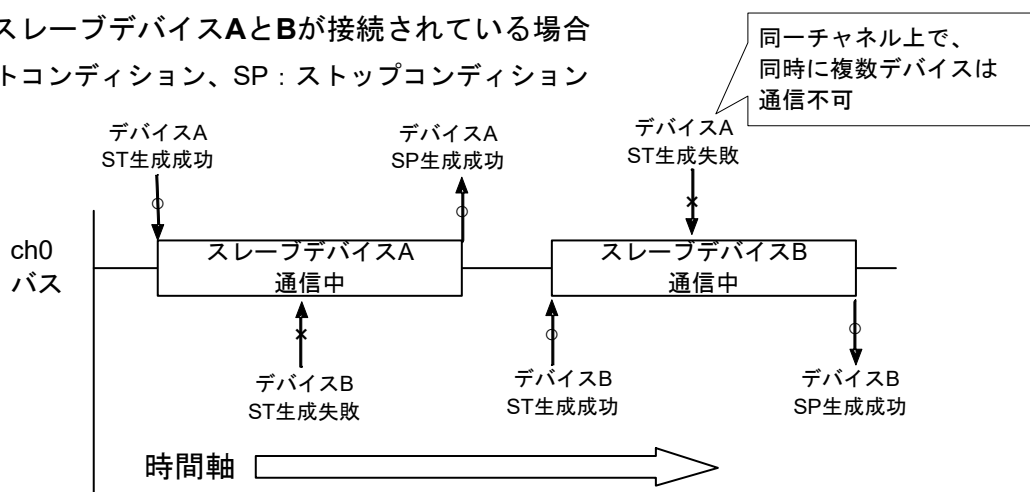 スレーブデバイスAとBが接続されている場合
トコンディション、SP：ストップコンディション
同一チャネル上で、
同時に複数デバイスは
通信不可
デバイスA
ST生成成功
デバイスA
SP生成成功
デバイスA
ST生成失敗
ch0
バス
スレーブデバイスA
通信中
スレーブデバイスB
通信中
デバイスB
ST生成失敗
デバイスB
ST生成成功
デバイスB
SP生成成功
時間軸